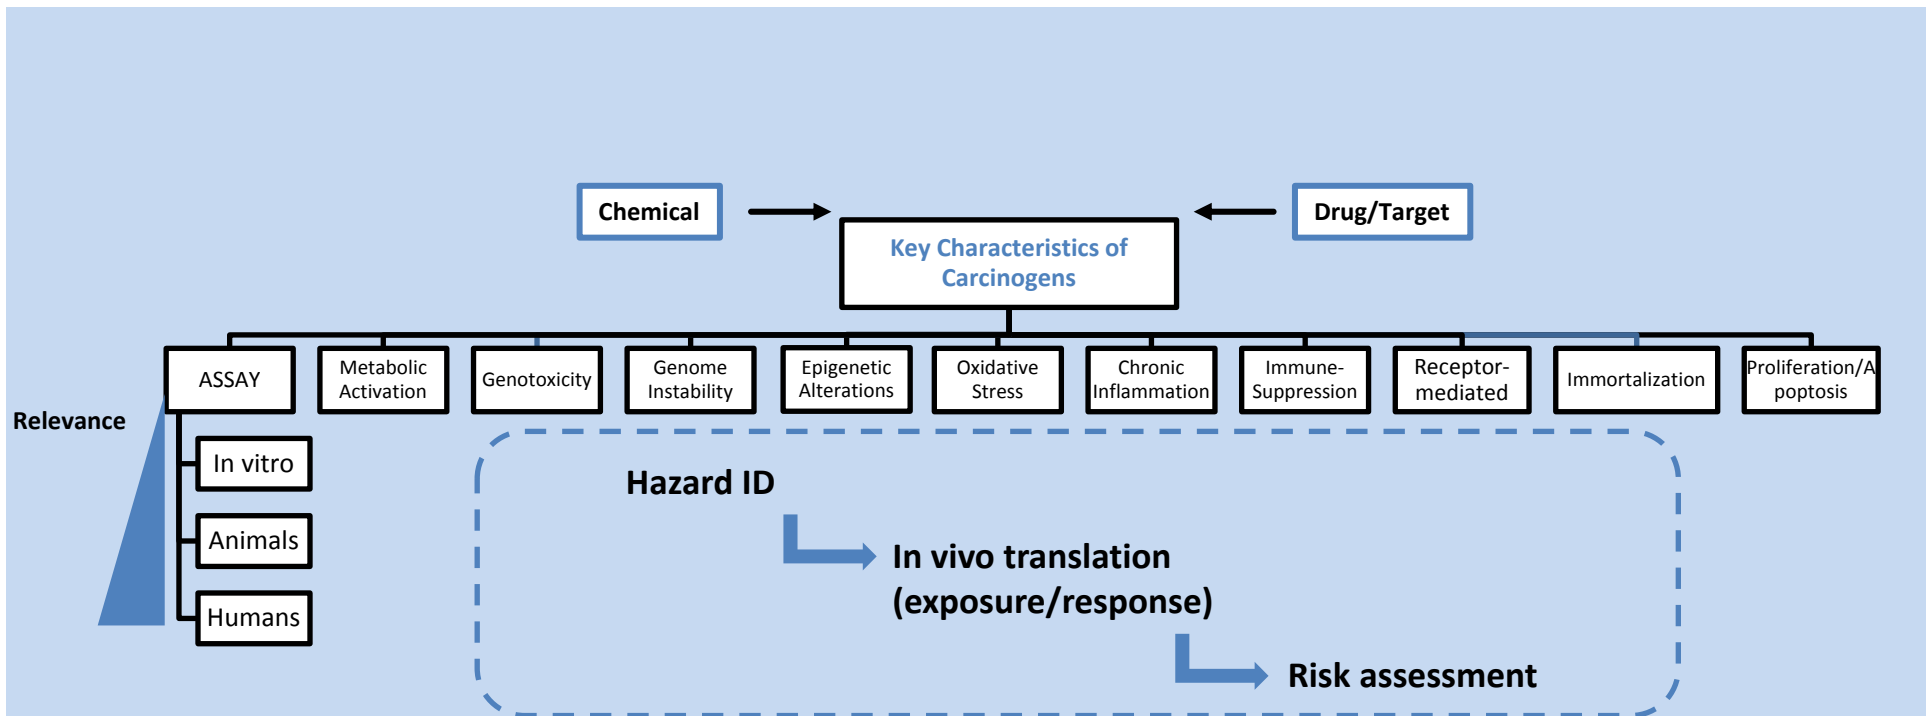 Chemical
Drug/Target
Key Characteristics of
Carcinogens
ASSAY
Metabolic
Activation
Genotoxicity
Genome
Instability
Epigenetic
Alterations
Oxidative
Stress
Chronic
Inflammation
Immune-
Suppression
Receptor-
mediated
Immortalization
Proliferation/A
poptosis
Relevance
In vitro
Animals
Humans
Hazard ID
In vivo translation
(exposure/response)
Risk assessment